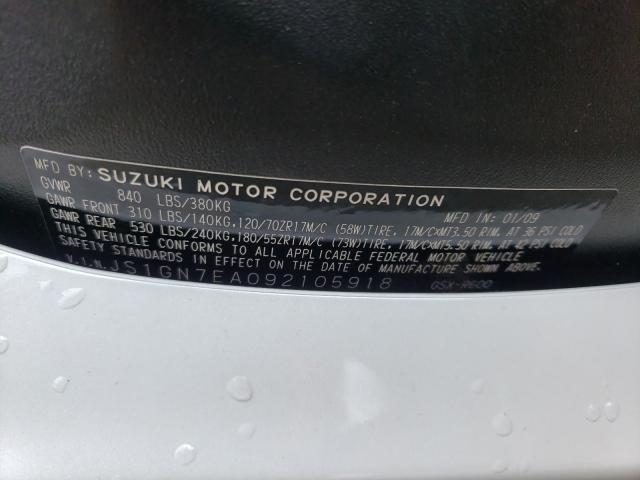 MFD BY: SUZUKI MOTOR CORPORATION
GVWR 840 LBS/380KG MFD IN: 01/09
GAWR FRONT 310 LBS/140KG,120/70ZR17M/C (58W)TIRE, 17M/CXMT3.50 RIM. AT 36 PSI COLD
GAWR REAR 530 LBS/240KG,180/55ZR17M/C (73W)TIRE, 17M/CXMT5.50 RIM. AT 42 PSI COLD
THIS VEHICLE CONFORMS TO ALL APPLICABLE FEDERAL MOTOR VEHICLE
SAFETY STANDARDS IN EFFECT ON THE DATE OF MANUFACTURE SHOWN ABOVE.
V.I.N. JS1GN7EA092105918 GSX-R600